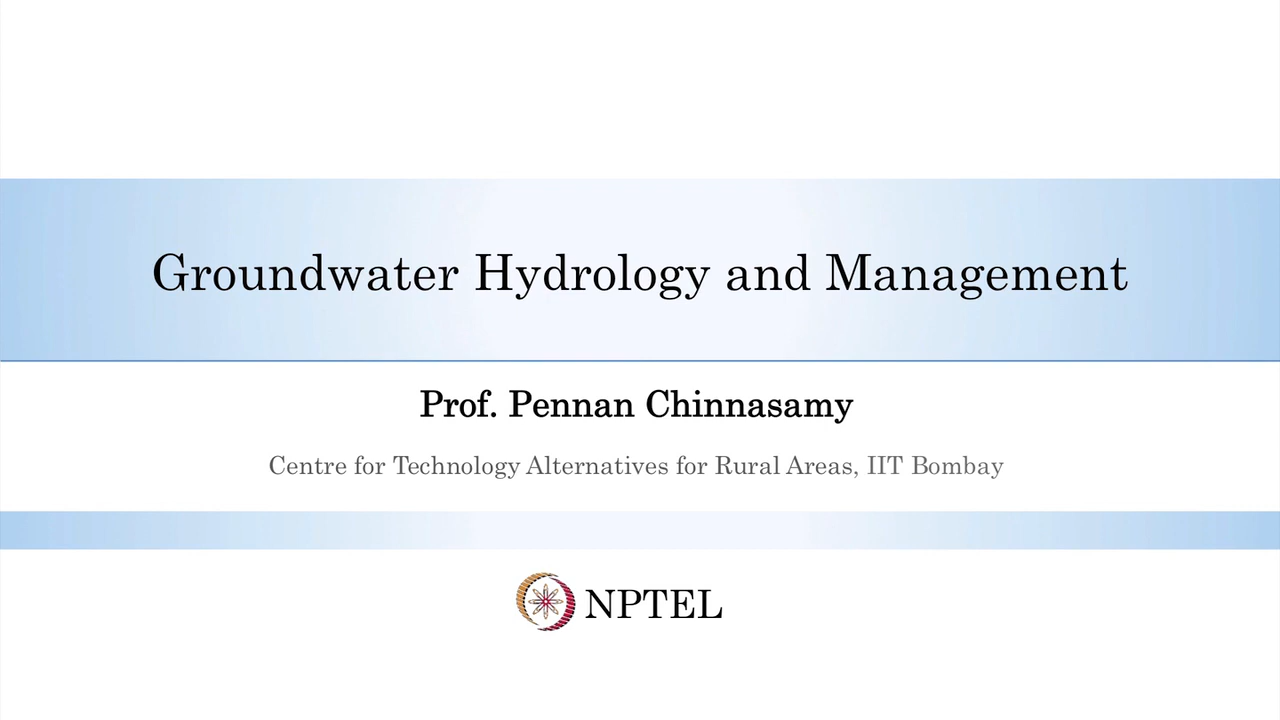 Groundwater Hydrology and Management
Prof. Pennan Chinnasamy
Centre for Technology Alternatives for Rural Areas, IIT Bombay
NPTEL